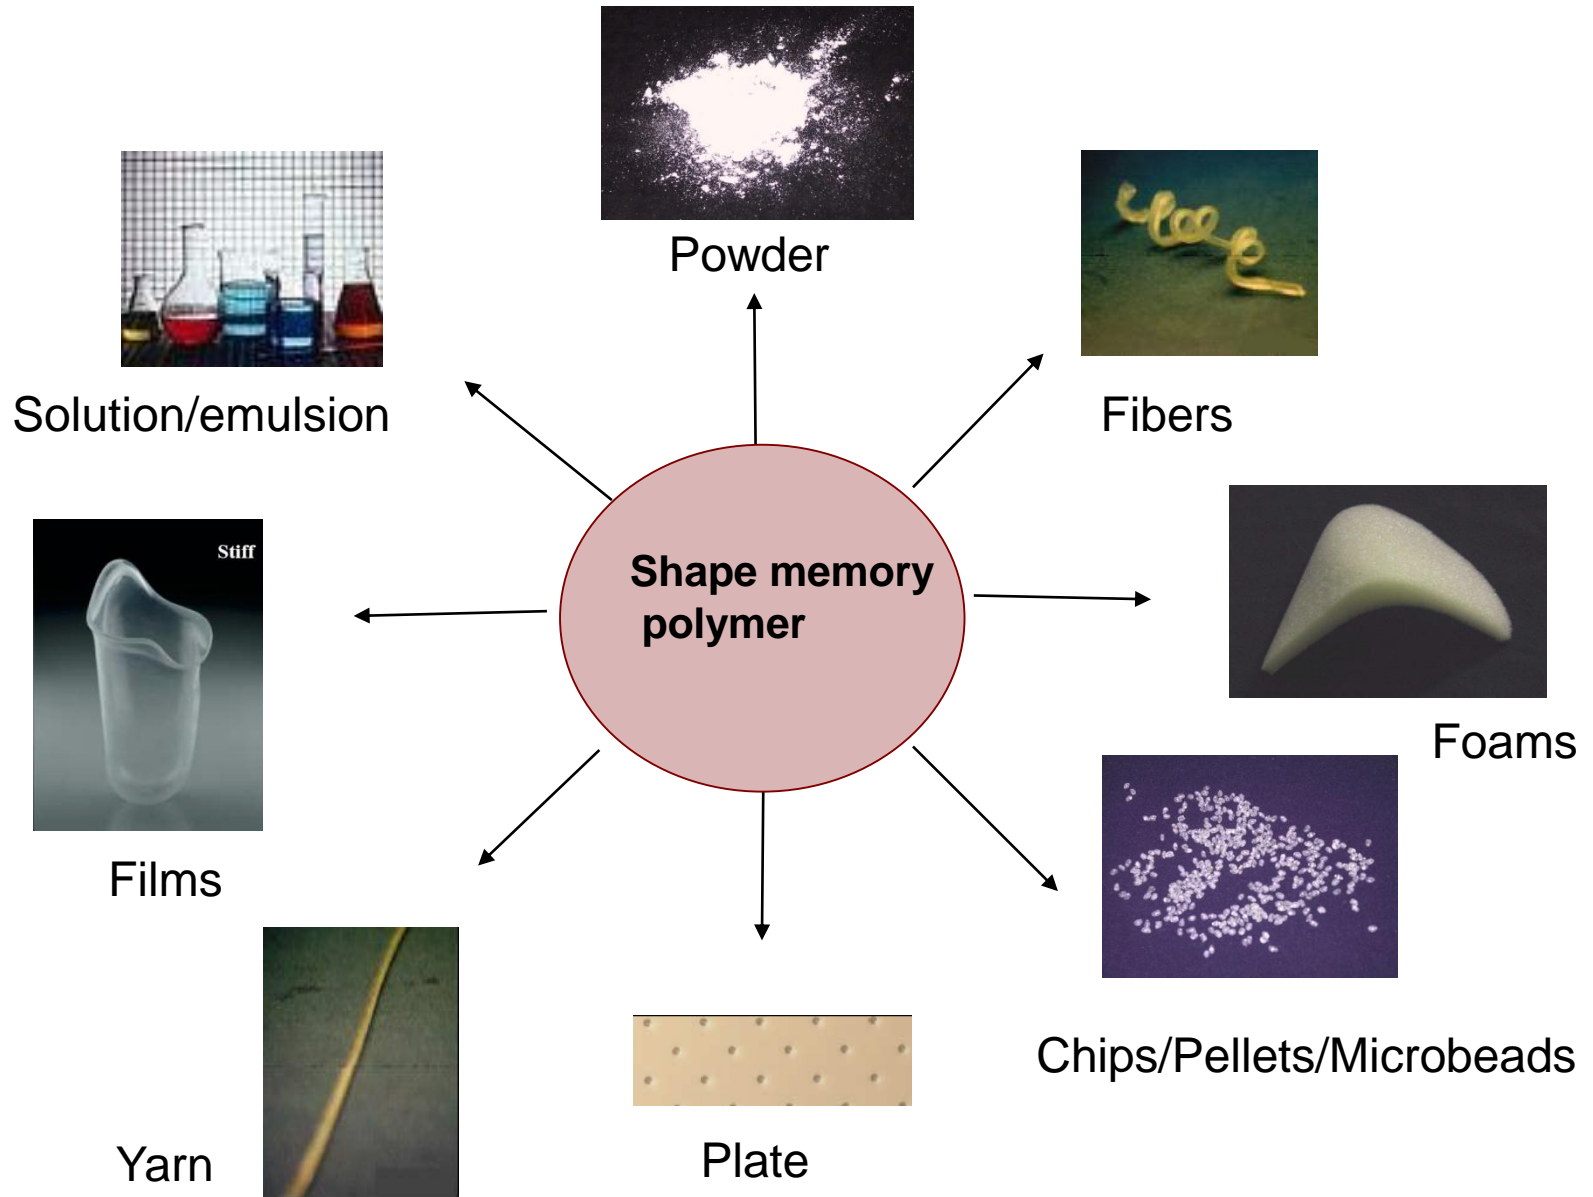 Powder
Solution/emulsion
Fibers
Stiff
Shape memory
polymer
Foams
Films
Chips/Pellets/Microbeads
Yarn
Plate